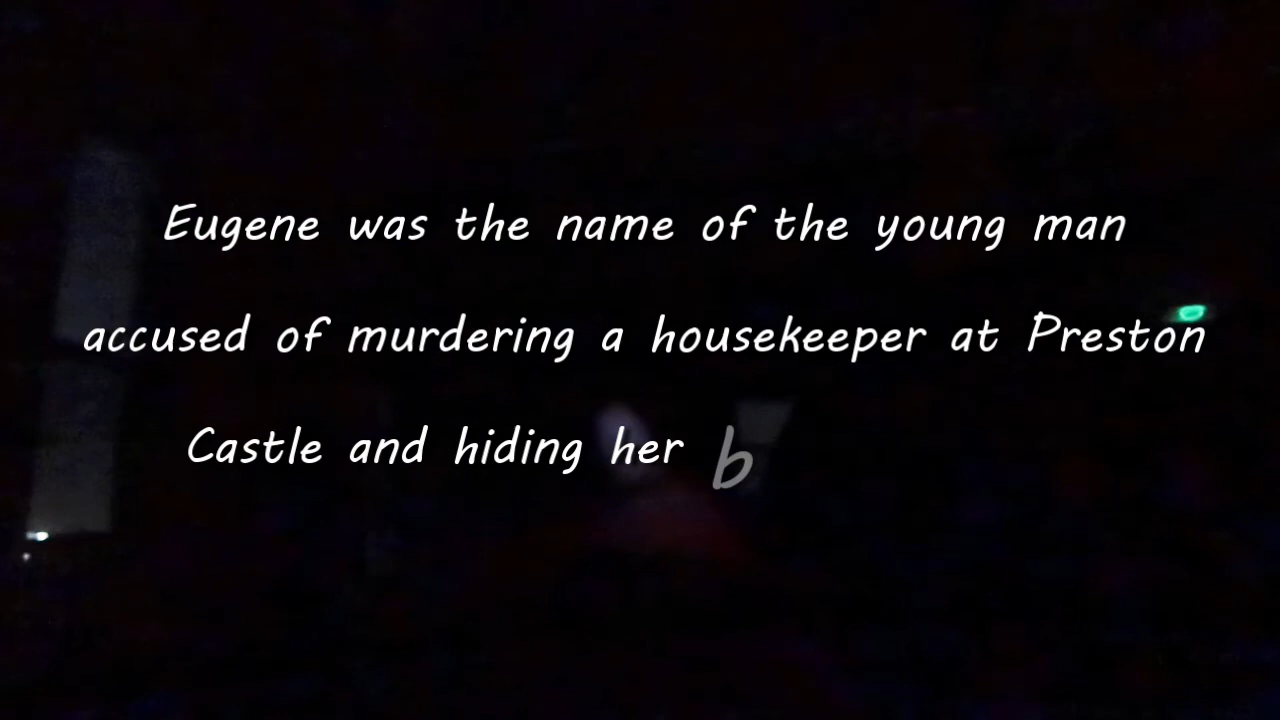 Eugene was the name of the young man
accused of murdering a housekeeper at Preston
Castle and hiding her b